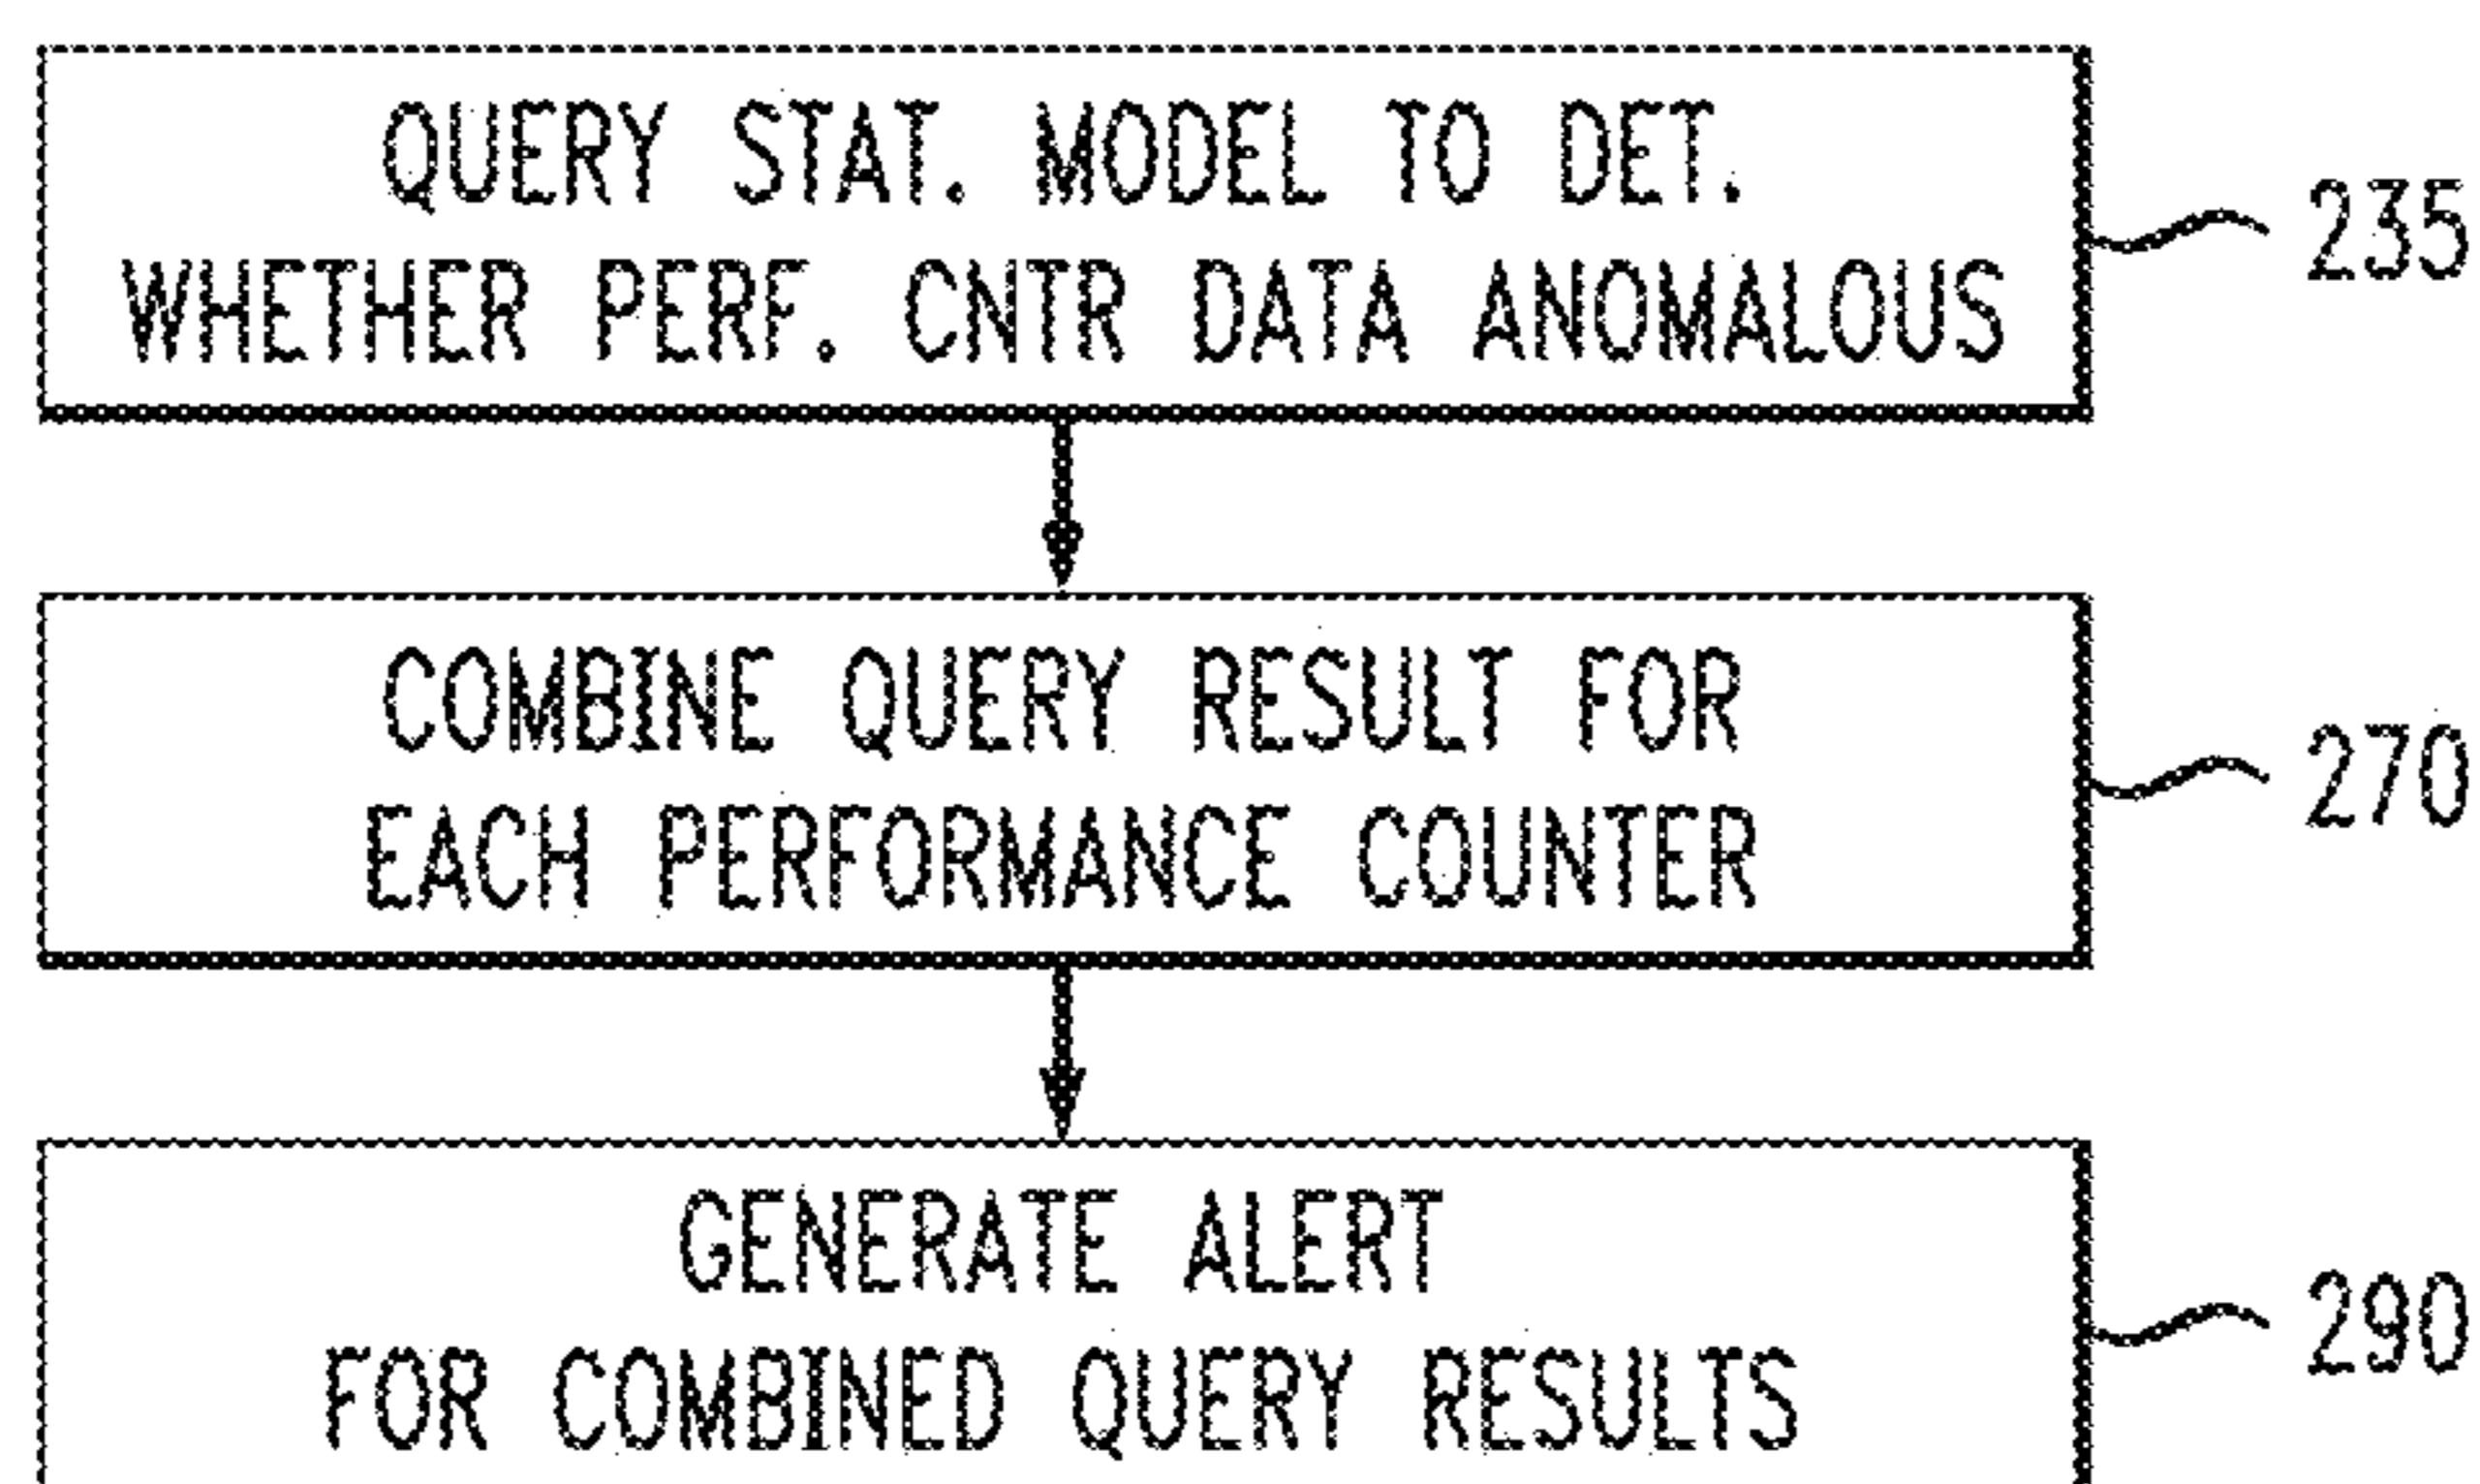 QUERY STAT. MODEL TO DET.
WHETHER PERF. CNTR DATA ANOMALOUS
235
COMBINE QUERY RESULT FOR
EACH PERFORMANCE COUNTER
270
GENERATE ALERT
FOR COMBINED QUERY RESULTS
290